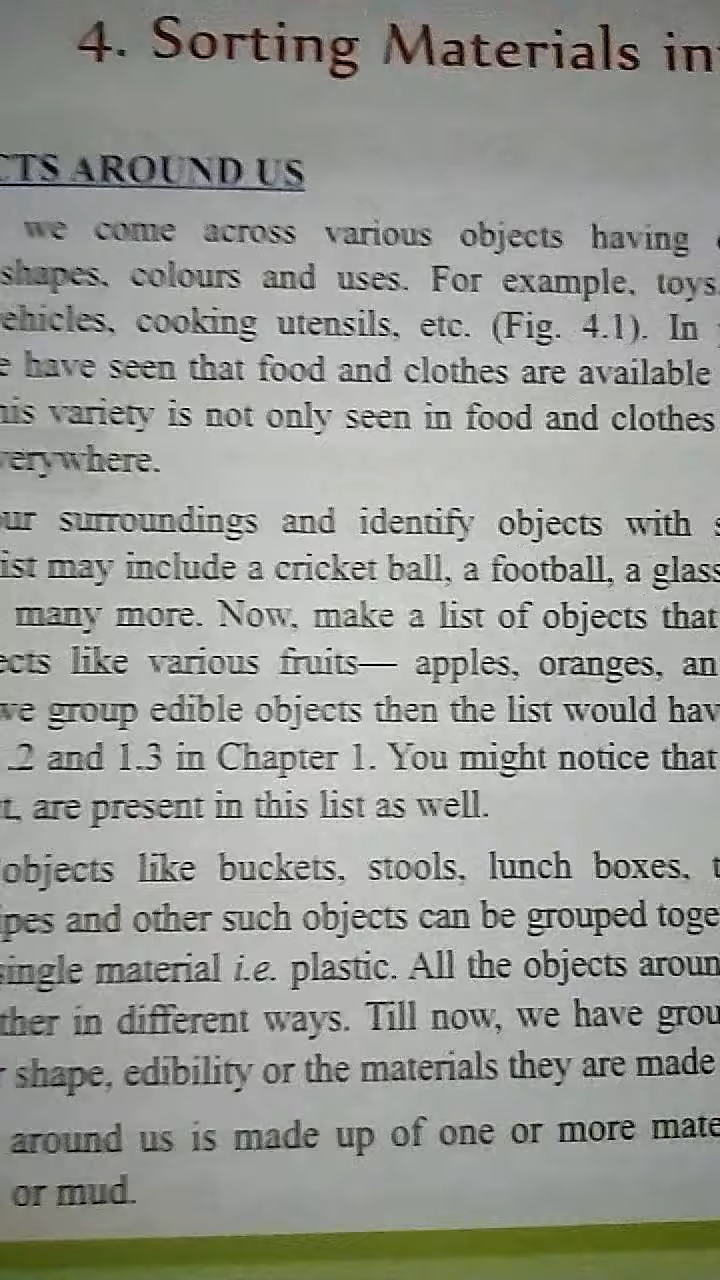 4. Sorting Materials in
CTS AROUND US
we come across various objects having
shapes, colours and uses. For example, toys,
ehicles, cooking utensils, etc. (Fig. 4.1). In
e have seen that food and clothes are available
his variety is not only seen in food and clothes
verywhere.
our surroundings and identify objects with s
ist may include a cricket ball, a football, a glass
many more. Now, make a list of objects that
ects like various fruits— apples, oranges, an
we group edible objects then the list would hav
.2 and 1.3 in Chapter 1. You might notice that
t, are present in this list as well.
objects like buckets, stools, lunch boxes, t
ipes and other such objects can be grouped toge
single material i.e. plastic. All the objects aroun
ther in different ways. Till now, we have grou
r shape, edibility or the materials they are made
around us is made up of one or more mate
or mud.